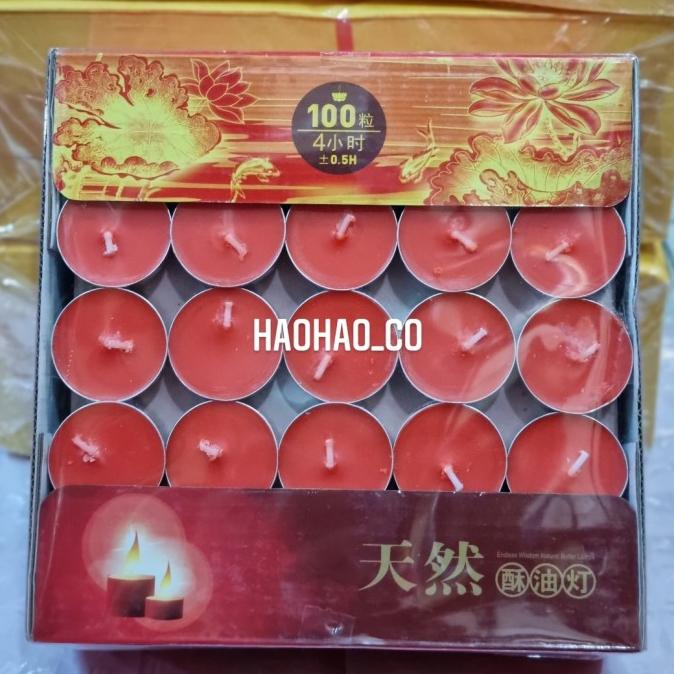 100粒
4小时
±0.5H
HAOHAO_CO
Endless Wisdom Natural Butter Lamp
天然 酥油灯